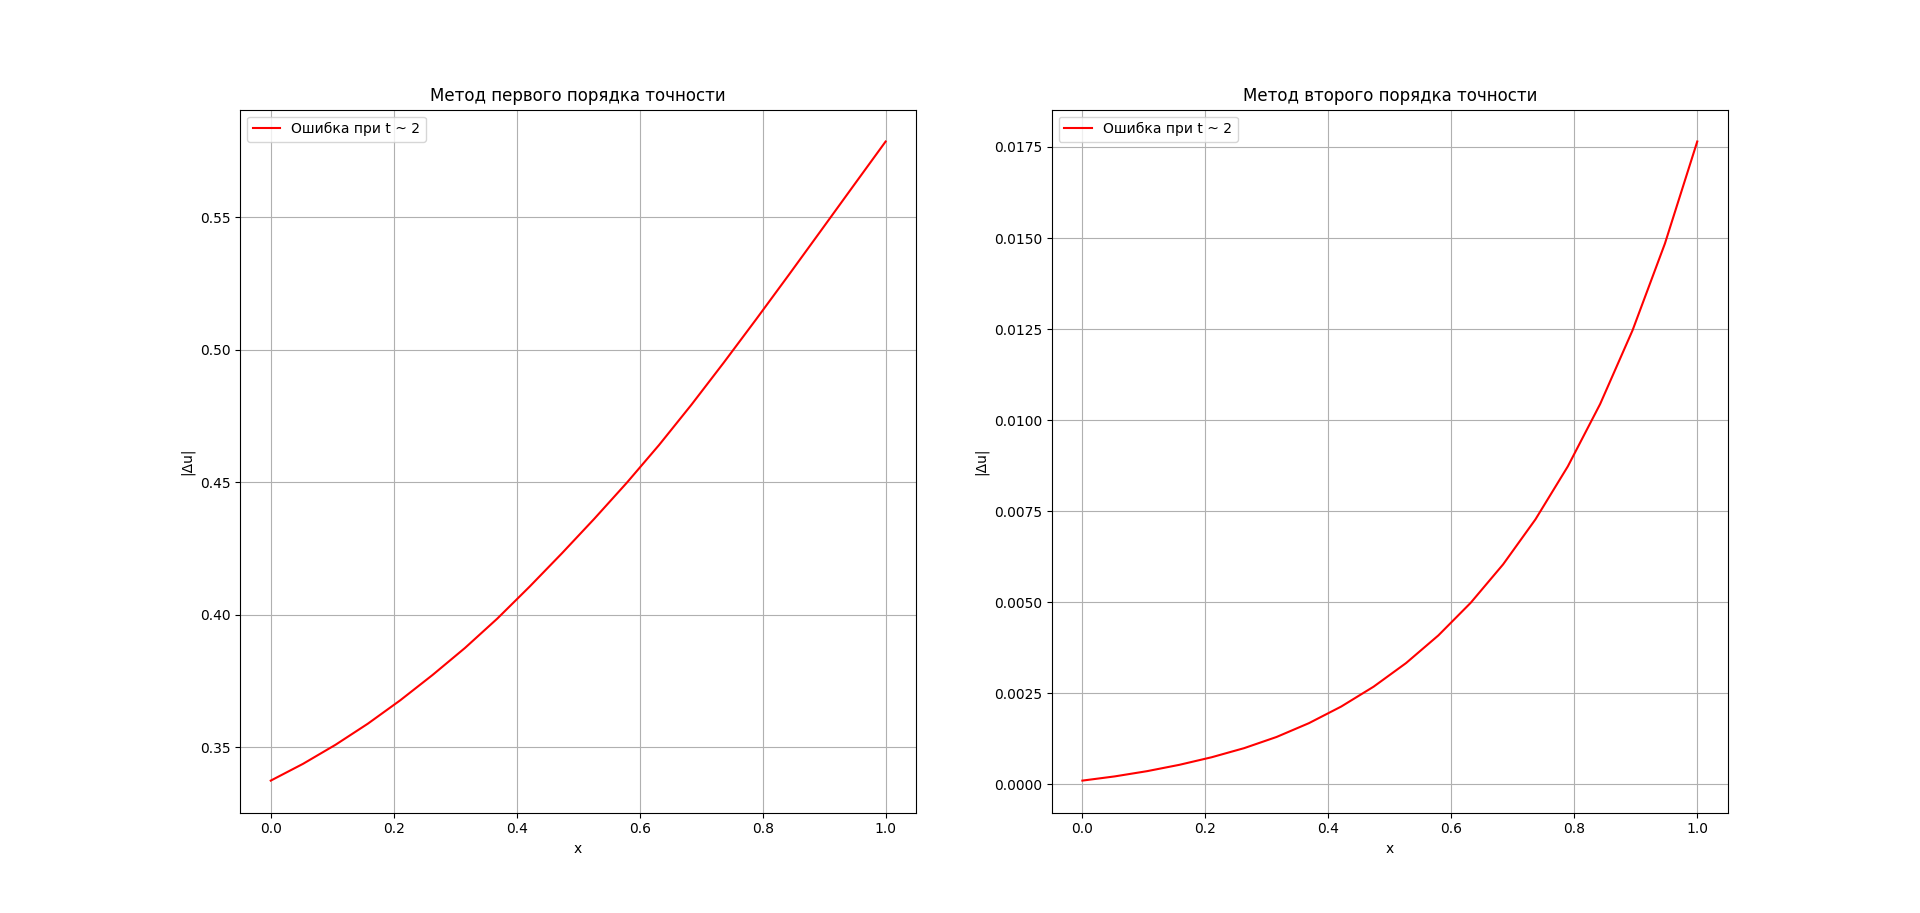 Метод первого порядка точности
Ошибка при t ~ 2
0.55
0.50
0.45
0.40
0.35
|Δu|
0.0 0.2 0.4 0.6 0.8 1.0
x
Метод второго порядка точности
Ошибка при t ~ 2
0.0175
0.0150
0.0125
0.0100
0.0075
0.0050
0.0025
0.0000
|Δu|
0.0 0.2 0.4 0.6 0.8 1.0
x